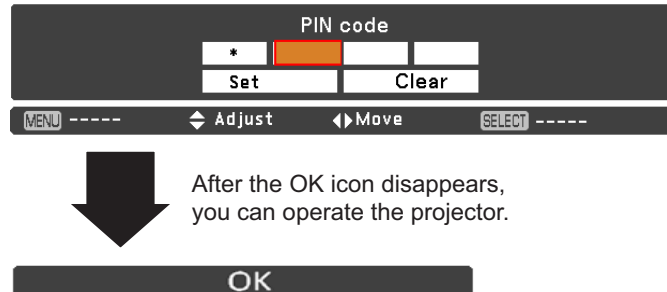 PIN code
*
Set Clear
MENU ----- Adjust Move SELECT -----
After the OK icon disappears,
you can operate the projector.
OK